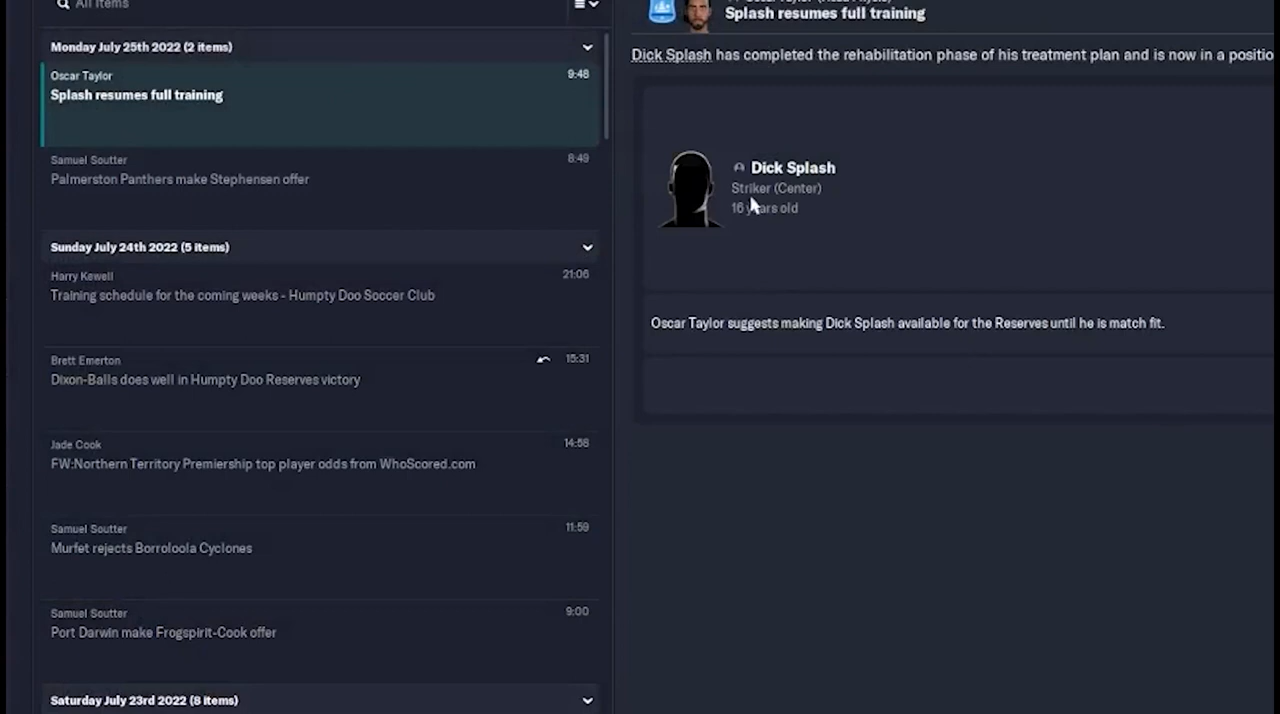 All Items
Monday July 25th 2022 (2 items)
Oscar Taylor 9:48
Splash resumes full training
Samuel Soutter 8:49
Palmerston Panthers make Stephensen offer
Sunday July 24th 2022 (5 items)
Harry Kewell 21:06
Training schedule for the coming weeks - Humpty Doo Soccer Club
Brett Emerton 15:31
Dixon-Balls does well in Humpty Doo Reserves victory
Jade Cook 14:58
FW:Northern Territory Premiership top player odds from WhoScored.com
Samuel Soutter 11:59
Murfet rejects Borroloola Cyclones
Samuel Soutter 9:00
Port Darwin make Frogspirit-Cook offer
Saturday July 23rd 2022 (8 items)
Splash resumes full training
Dick Splash has completed the rehabilitation phase of his treatment plan and is now in a positio
Dick Splash
Striker (Center)
16 years old
Oscar Taylor suggests making Dick Splash available for the Reserves until he is match fit.